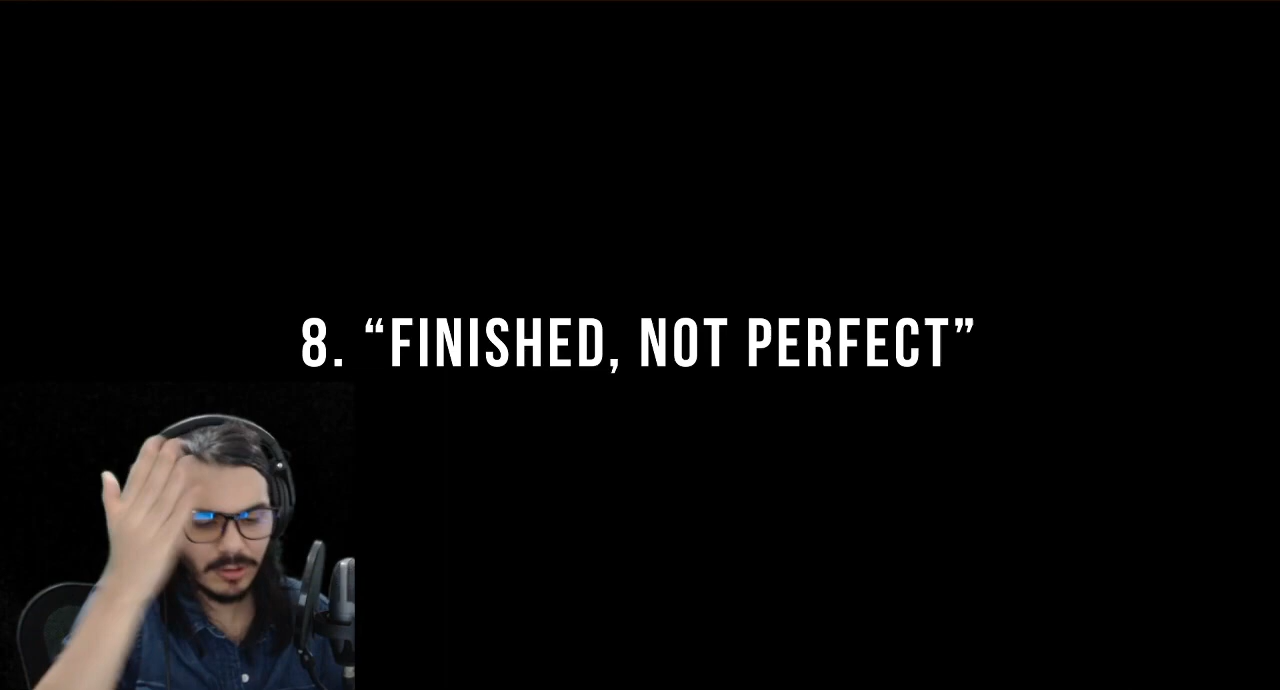 8. “FINISHED, NOT PERFECT”